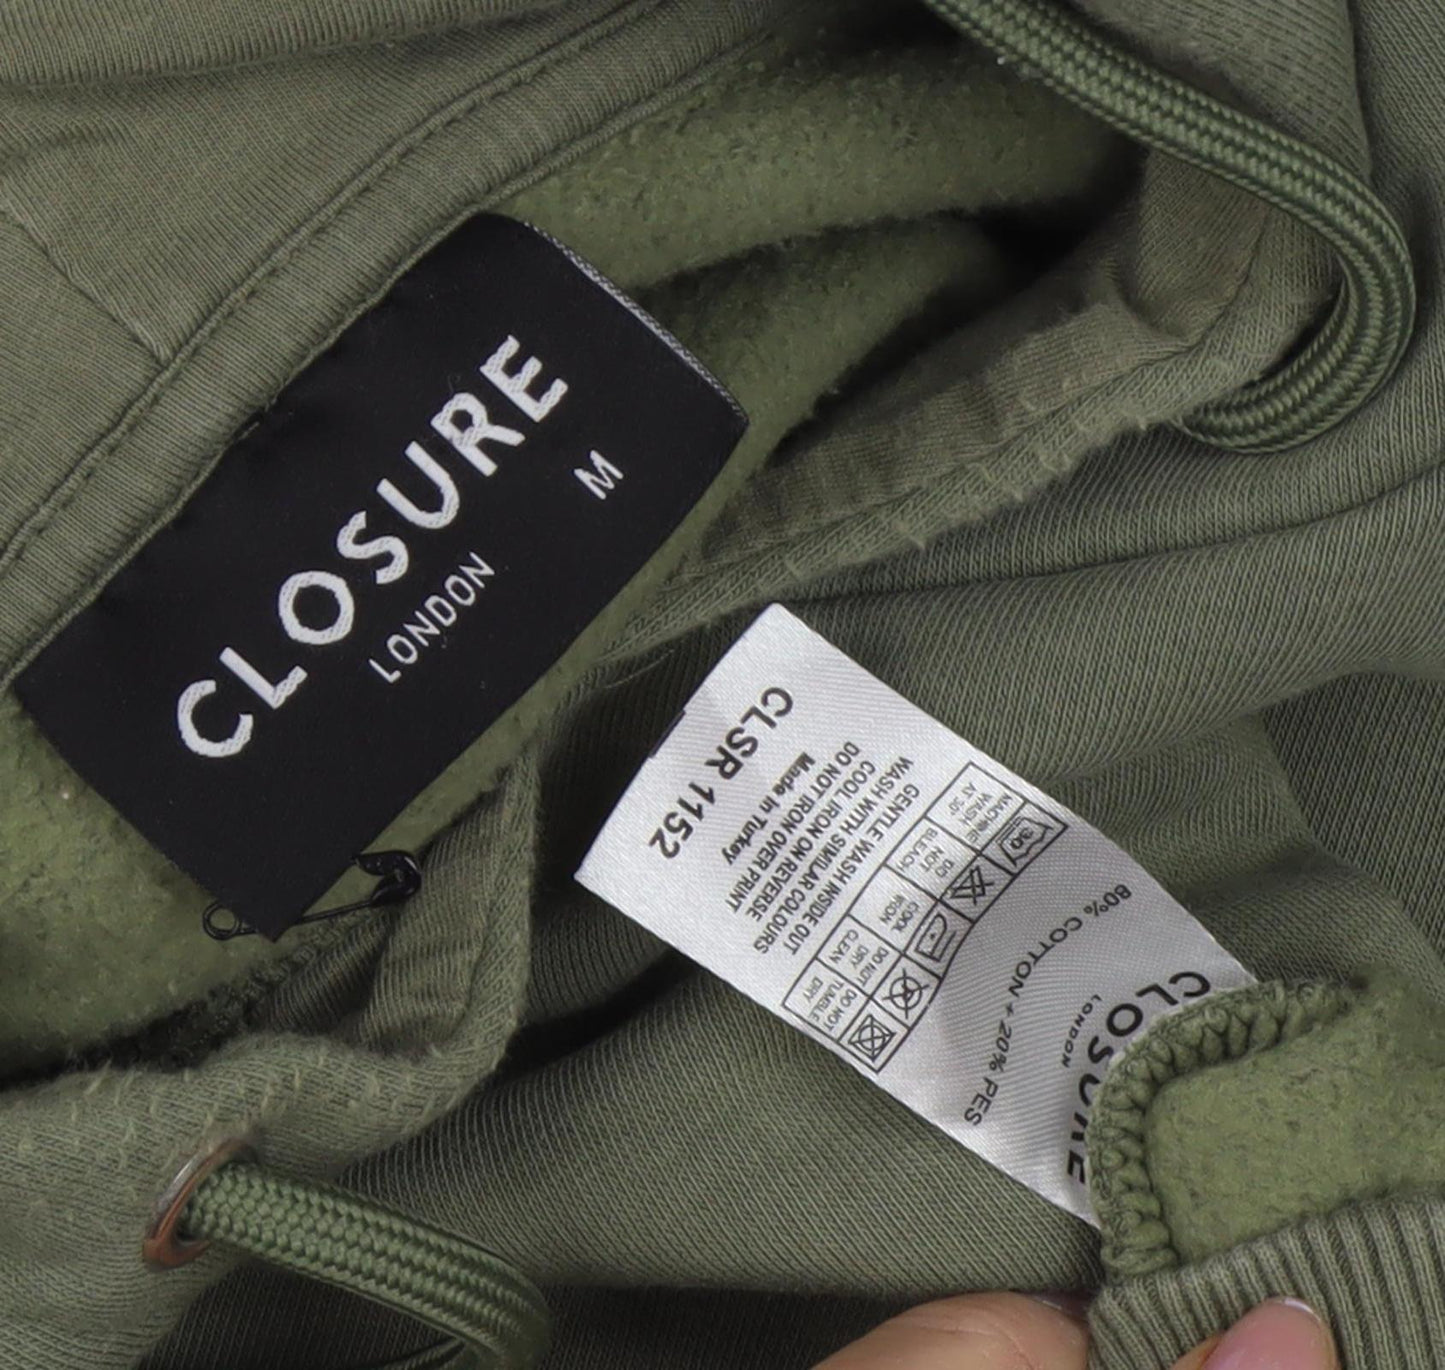 CLOSURE
LONDON
M
CLOSURE
LONDON
80% COTTON + 20% PES
30
MACHINE WASH AT 30°
DO NOT BLEACH
COOL IRON
DO NOT DRY CLEAN
DO NOT TUMBLE DRY
GENTLE WASH INSIDE OUT
WASH WITH SIMILAR COLOURS
COOL IRON ON REVERSE
DO NOT IRON OVER PRINT
Made in Turkey
CLSR 1152